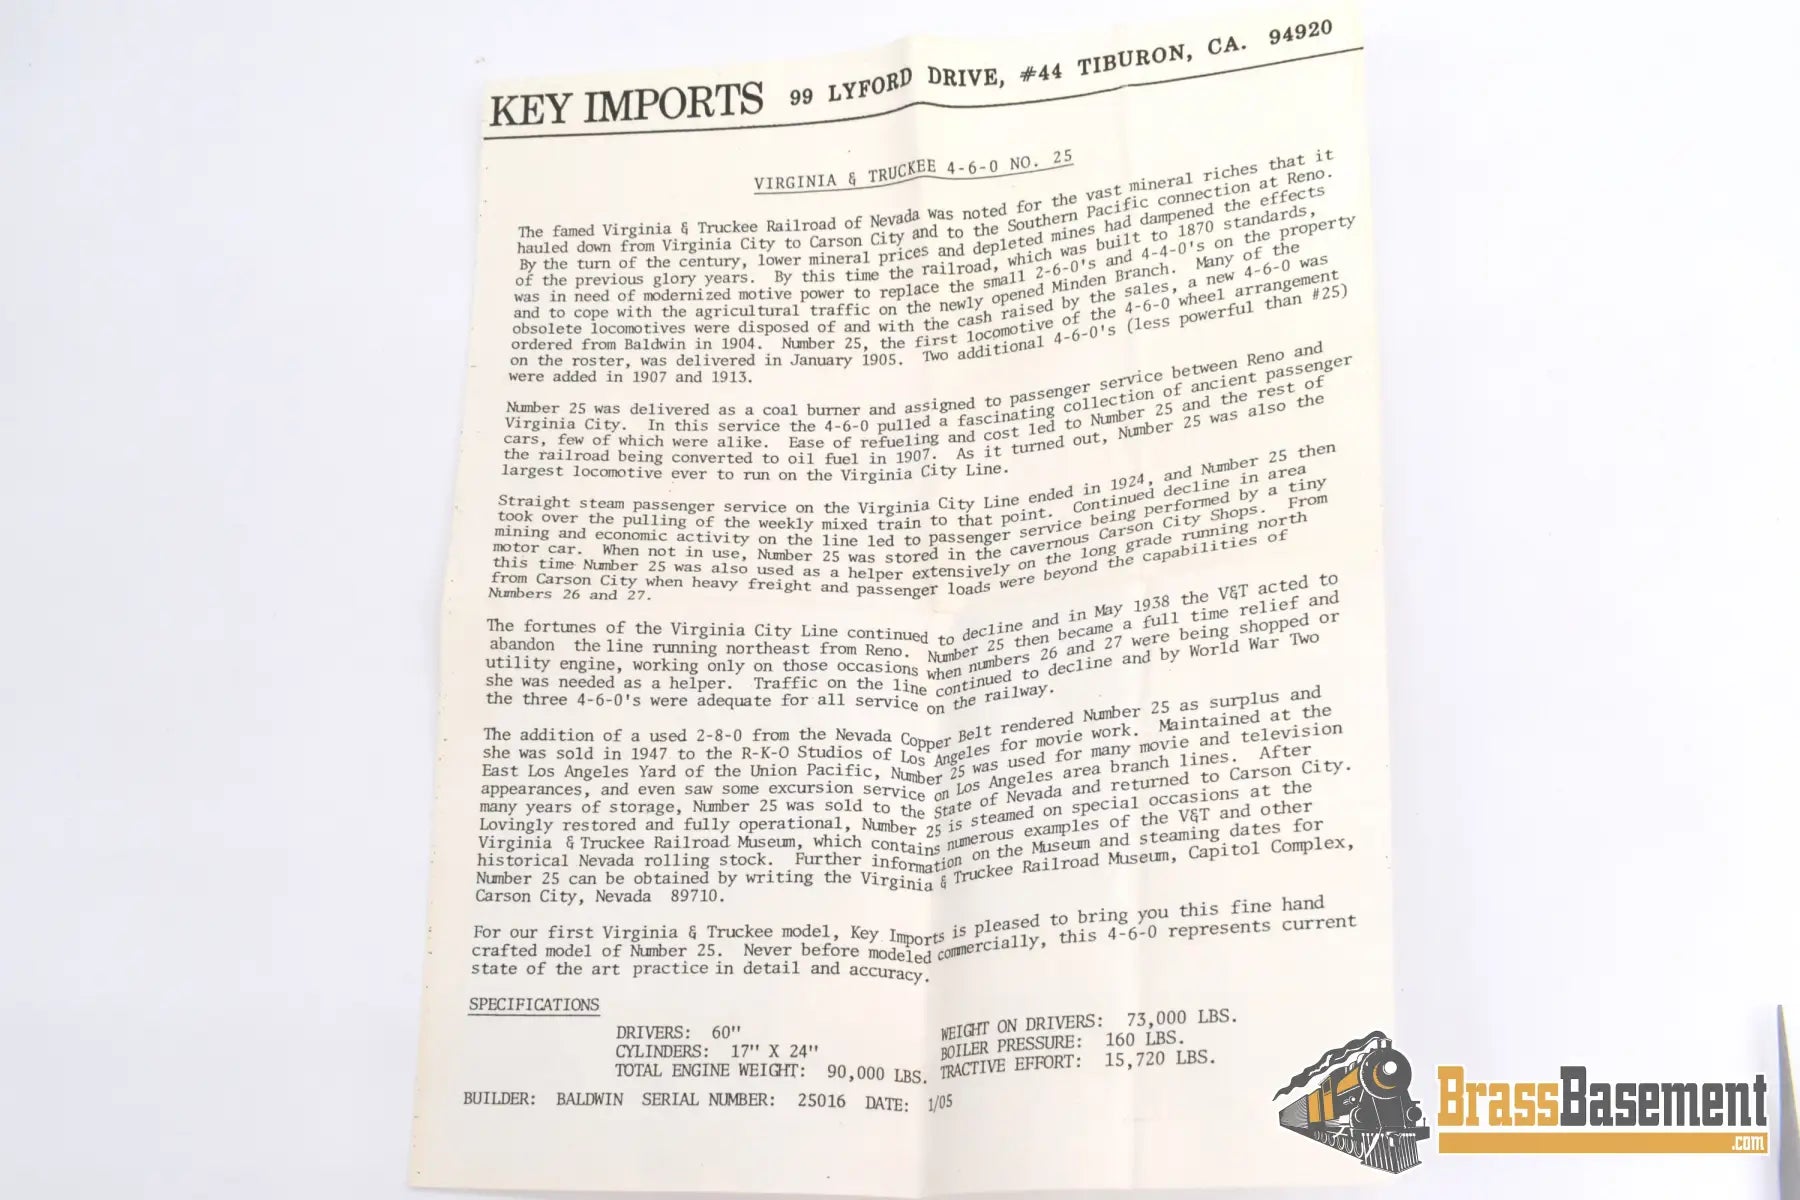 KEY IMPORTS 99 LYFORD DRIVE, #44 TIBURON, CA. 94920
VIRGINIA & TRUCKEE 4-6-0 NO. 25
The famed Virginia & Truckee Railroad of Nevada was noted for the vast mineral riches that it
hauled down from Virginia City to Carson City and to the Southern Pacific connection at Reno.
By the turn of the century, lower mineral prices and depleted mines had dampened the effects
of the previous glory years. By this time the railroad, which was built to 1870 standards,
was in need of modernized motive power to replace the small 2-6-0's and 4-4-0's on the property
and to cope with the agricultural traffic on the newly opened Minden Branch. Many of the
obsolete locomotives were disposed of and with the cash raised by the sales, a new 4-6-0 was
ordered from Baldwin in 1904. Number 25, the first locomotive of the 4-6-0 wheel arrangement
on the roster, was delivered in January 1905. Two additional 4-6-0's (less powerful than #25)
were added in 1907 and 1913.
Number 25 was delivered as a coal burner and assigned to passenger service between Reno and
Virginia City. In this service the 4-6-0 pulled a fascinating collection of ancient passenger
cars, few of which were alike. Ease of refueling and cost led to Number 25 and the rest of
the railroad being converted to oil fuel in 1907. As it turned out, Number 25 was also the
largest locomotive ever to run on the Virginia City Line.
Straight steam passenger service on the Virginia City Line ended in 1924, and Number 25 then
took over the pulling of the weekly mixed train to that point. Continued decline in area
mining and economic activity on the line led to passenger service being performed by a tiny
motor car. When not in use, Number 25 was stored in the cavernous Carson City Shops. From
this time Number 25 was also used as a helper extensively on the long grade running north
from Carson City when heavy freight and passenger loads were beyond the capabilities of
Numbers 26 and 27.
The fortunes of the Virginia City Line continued to decline and in May 1938 the V&T acted to
abandon the line running northeast from Reno. Number 25 then became a full time relief and
utility engine, working only on those occasions when numbers 26 and 27 were being shopped or
she was needed as a helper. Traffic on the line continued to decline and by World War Two
the three 4-6-0's were adequate for all service on the railway.
The addition of a used 2-8-0 from the Nevada Copper Belt rendered Number 25 as surplus and
she was sold in 1947 to the R-K-O Studios of Los Angeles for movie work. Maintained at the
East Los Angeles Yard of the Union Pacific, Number 25 was used for many movie and television
appearances, and even saw some excursion service on Los Angeles area branch lines. After
many years of storage, Number 25 was sold to the State of Nevada and returned to Carson City.
Lovingly restored and fully operational, Number 25 is steamed on special occasions at the
Virginia & Truckee Railroad Museum, which contains numerous examples of the V&T and other
historical Nevada rolling stock. Further information on the Museum and steaming dates for
Number 25 can be obtained by writing the Virginia & Truckee Railroad Museum, Capitol Complex,
Carson City, Nevada 89710.
For our first Virginia & Truckee model, Key Imports is pleased to bring you this fine hand
crafted model of Number 25. Never before modeled commercially, this 4-6-0 represents current
state of the art practice in detail and accuracy.
SPECIFICATIONS
DRIVERS: 60" WEIGHT ON DRIVERS: 73,000 LBS.
CYLINDERS: 17" X 24" BOILER PRESSURE: 160 LBS.
TOTAL ENGINE WEIGHT: 90,000 LBS. TRACTIVE EFFORT: 15,720 LBS.
BUILDER: BALDWIN SERIAL NUMBER: 25016 DATE: 1/05
BrassBasement
.com